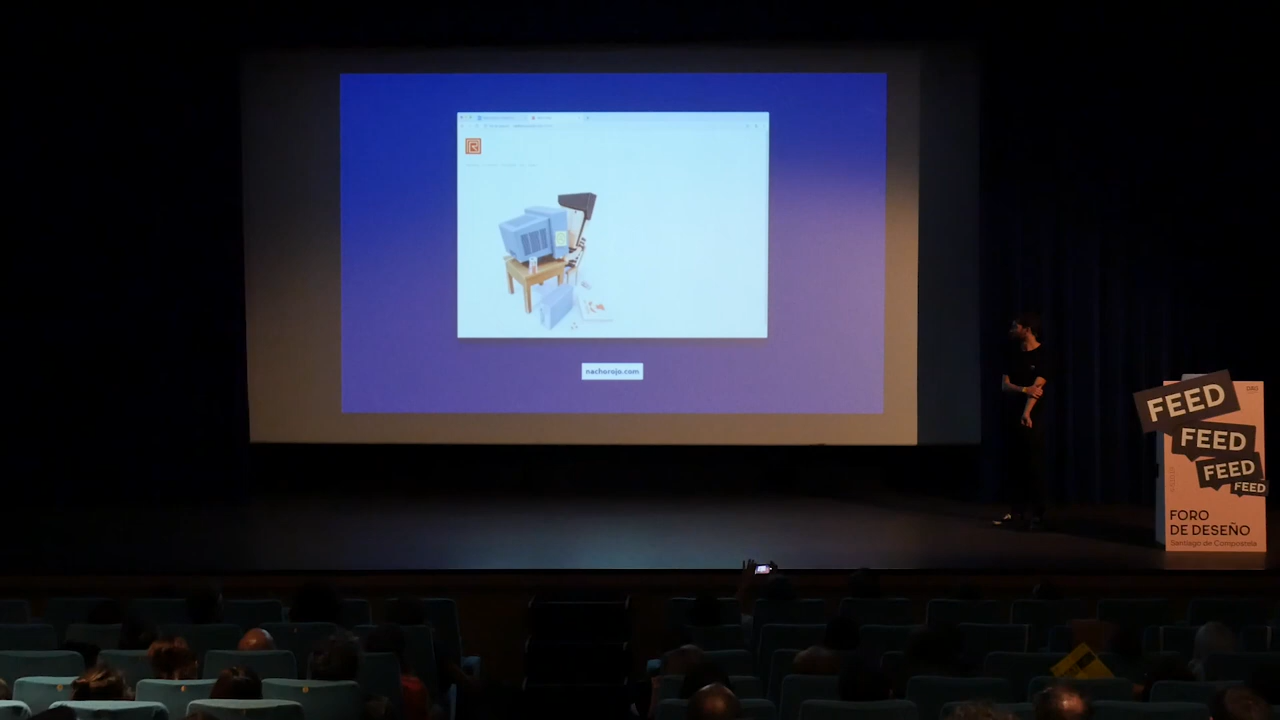 nachorojo.com
FEED
FEED
FEED
FEED
FORO
DE DESEÑO
Santiago de Compostela